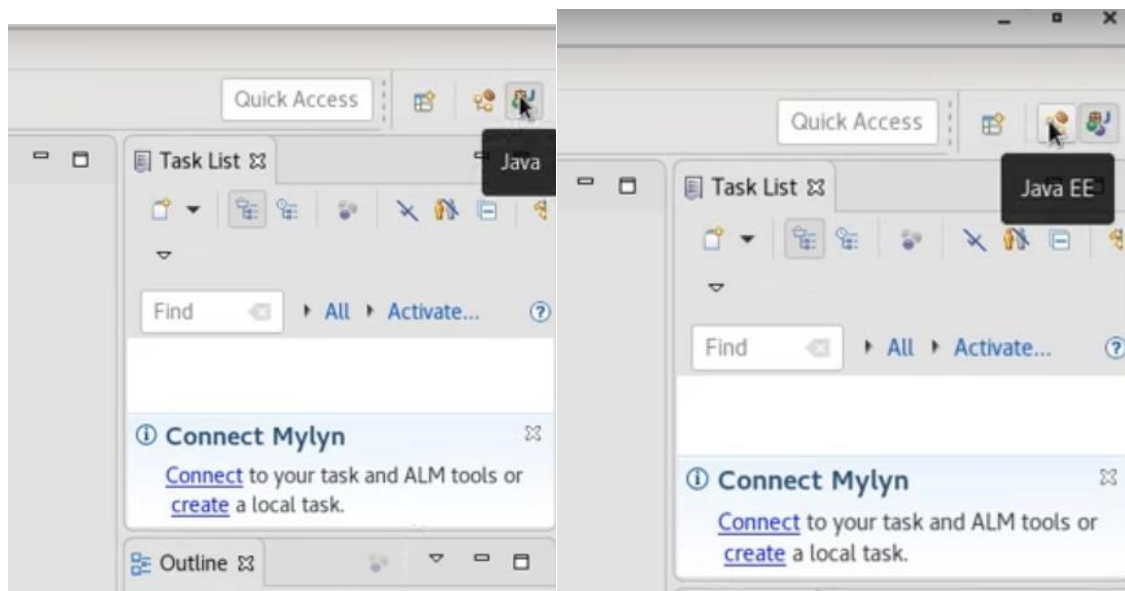 Quick Access
Task List
Java
Find
All
Activate...
Connect Mylyn
Connect to your task and ALM tools or
create a local task.
Outline
Quick Access
Task List
Java EE
Find
All
Activate...
Connect Mylyn
Connect to your task and ALM tools or
create a local task.